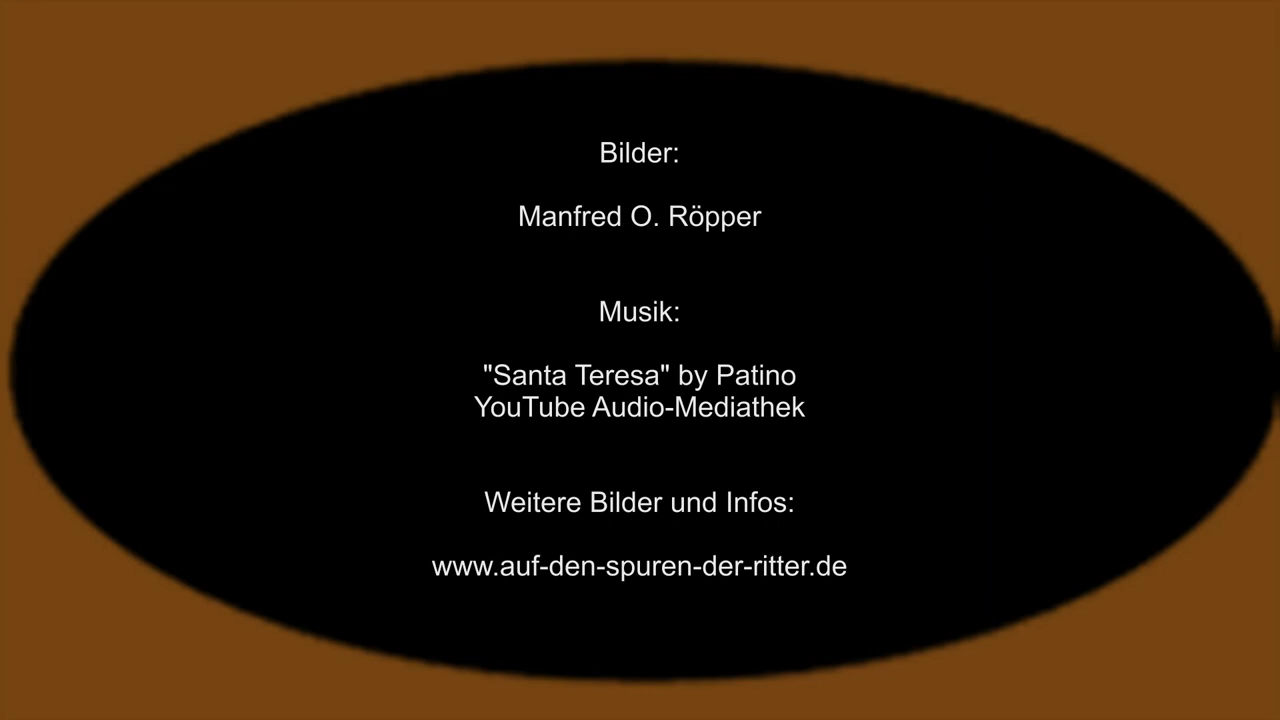 Bilder:
Manfred O. Röpper
Musik:
"Santa Teresa" by Patino
YouTube Audio-Mediathek
Weitere Bilder und Infos:
www.auf-den-spuren-der-ritter.de